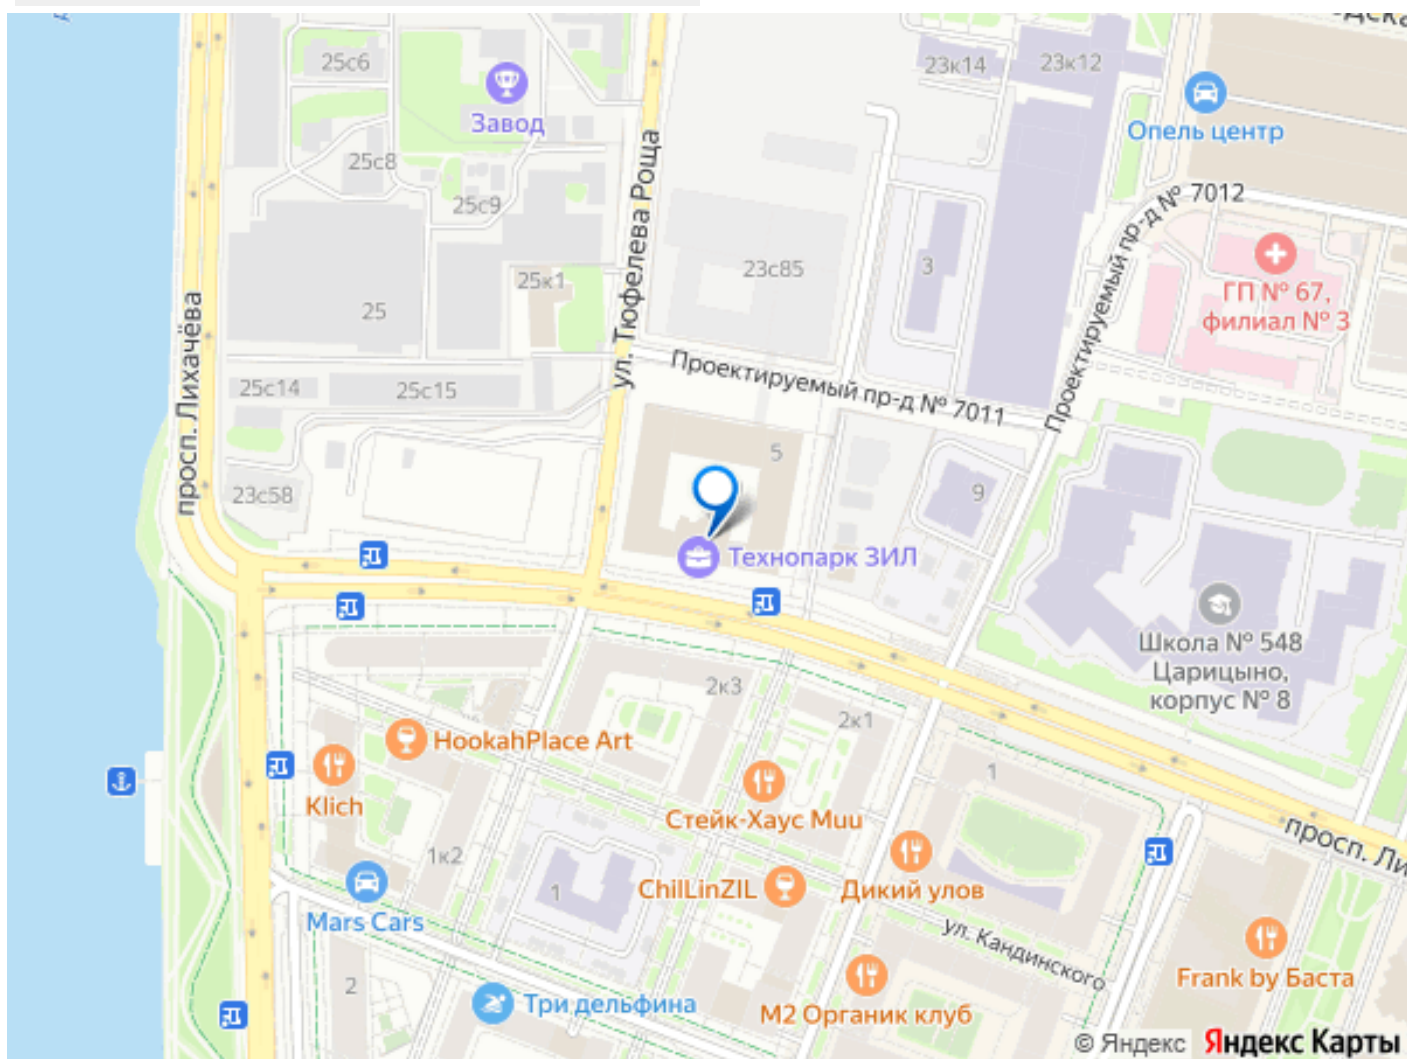 25с6
Завод
23к14
23к12
Опель центр
25с8
25с9
ул. Тюфелева Роща
Проектируемый пр-д № 7012
3
23с85
25к1
25
просп. Лихачёва
ГП № 67,
филиал № 3
25с14
25с15
Проектируемый пр-д № 7011
5
9
23с58
Технопарк ЗИЛ
Школа № 548
Царицыно,
корпус № 8
2к3
2к1
HookahPlace Art
Klich
Стейк-Хаус Muu
1
просп. Ли
1к2
1
ChilLinZIL
Дикий улов
Mars Cars
ул. Кандинского
Frank by Баста
2
Три дельфина
М2 Органик клуб
© Яндекс Яндекс Карты